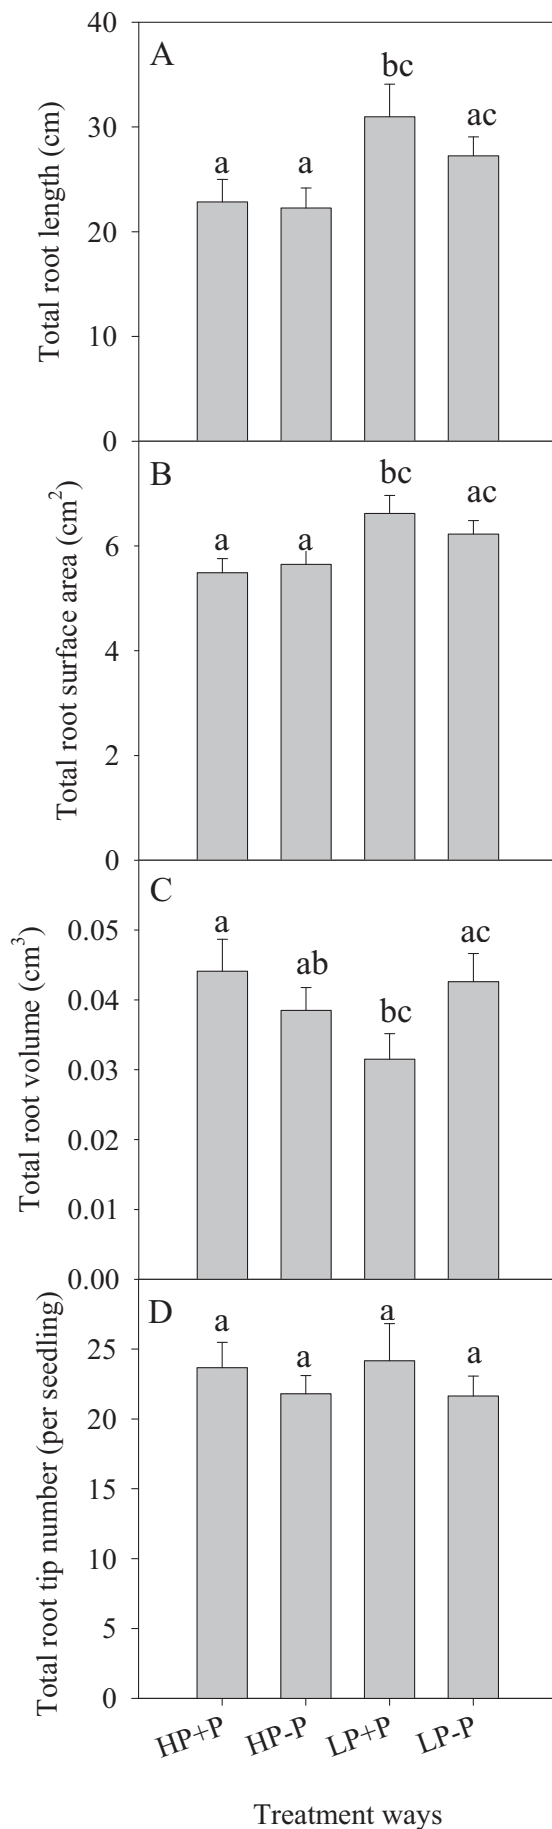 A
Total root length (cm)
40
30
20
10
0
a
a
bc
ac
B
Total root surface area (cm²)
6
4
2
0
a
a
bc
ac
C
Total root volume (cm³)
0.05
0.04
0.03
0.02
0.01
0.00
a
ab
bc
ac
D
Total root tip number (per seedling)
25
20
15
10
5
0
a
a
a
a
HP+P
HP-P
LP+P
LP-P
Treatment ways